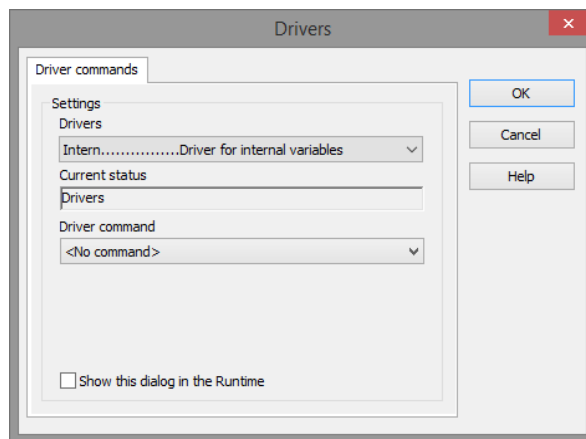 Drivers
Driver commands
Settings
Drivers
Intern................Driver for internal variables
Current status
Drivers
Driver command
<No command>
Show this dialog in the Runtime
OK
Cancel
Help